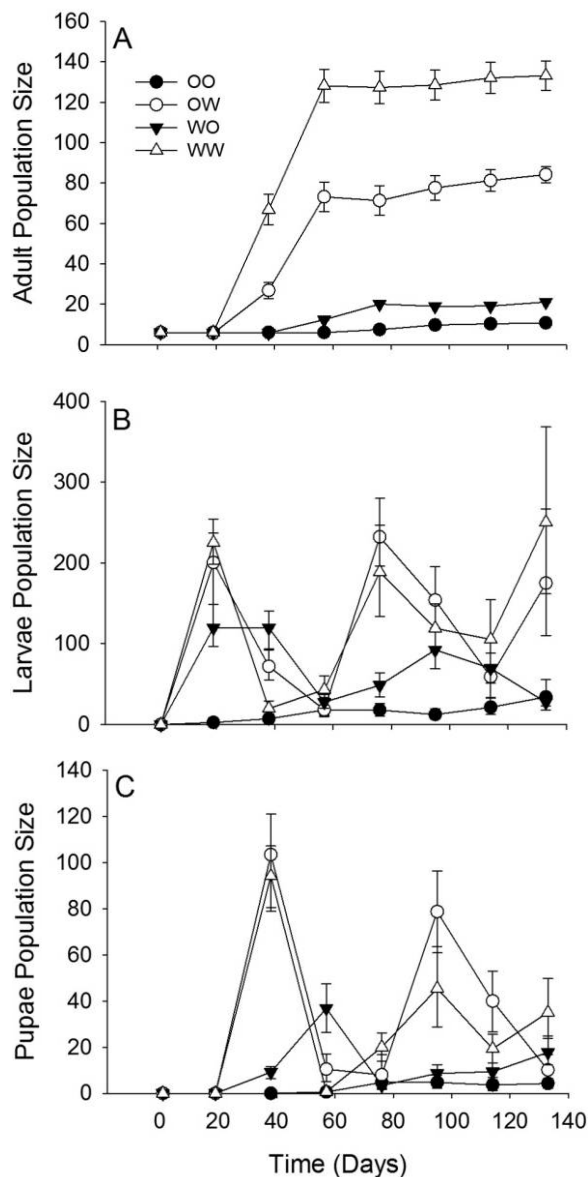 A
Adult Population Size
160
140
120
100
80
60
40
20
0
OO
OW
WO
WW
B
Larvae Population Size
400
300
200
100
0
C
Pupae Population Size
140
120
100
80
60
40
20
0
0 20 40 60 80 100 120 140
Time (Days)